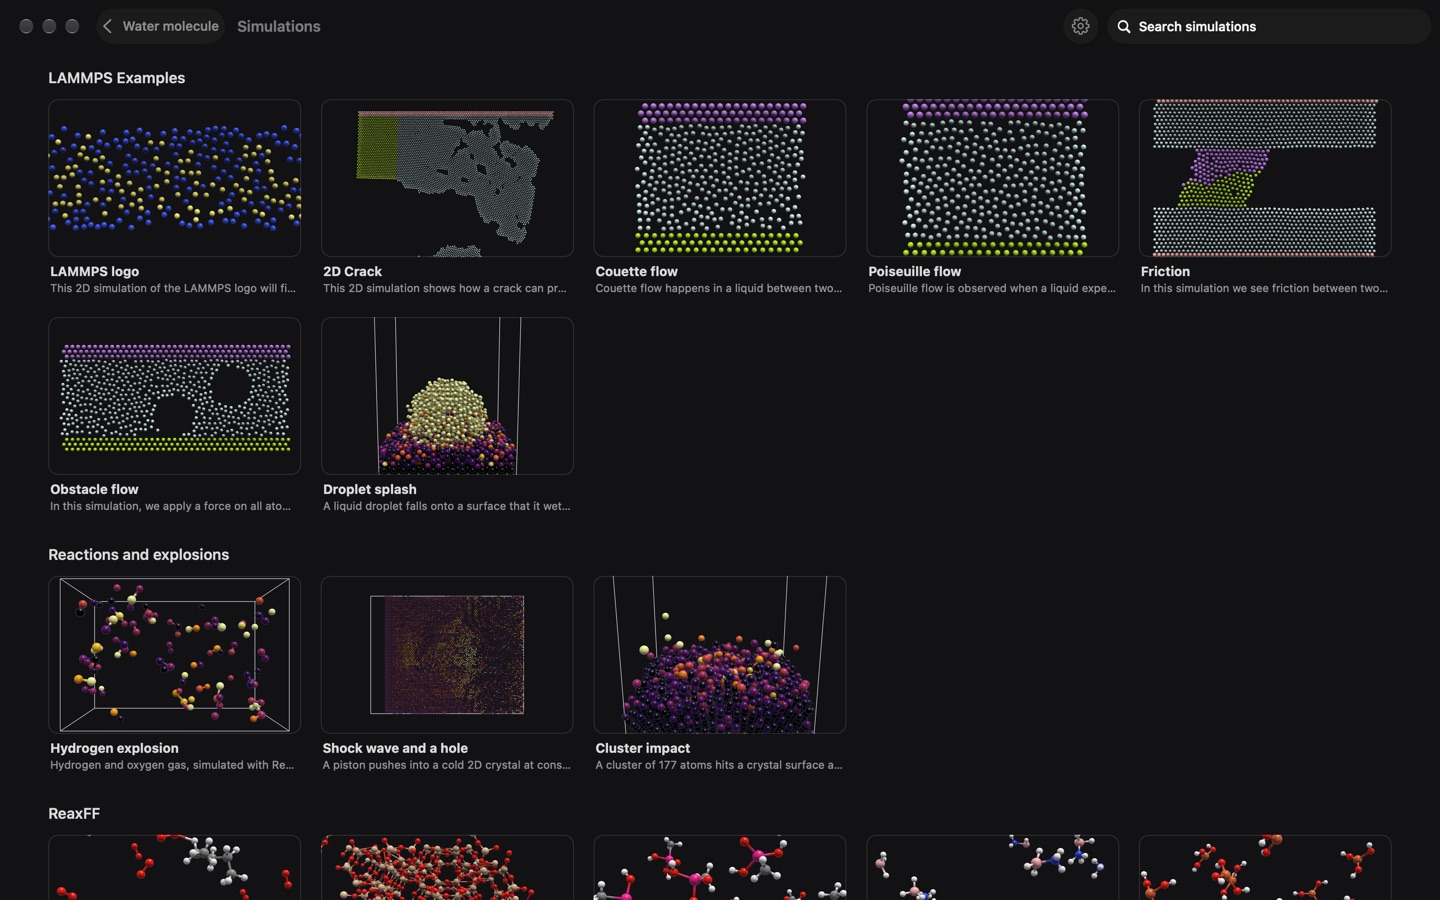 Water molecule
Simulations
Search simulations
LAMMPS Examples
LAMMPS logo
This 2D simulation of the LAMMPS logo will fi...
2D Crack
This 2D simulation shows how a crack can pr...
Couette flow
Couette flow happens in a liquid between two...
Poiseuille flow
Poiseuille flow is observed when a liquid expe...
Friction
In this simulation we see friction between two...
Obstacle flow
In this simulation, we apply a force on all ato...
Droplet splash
A liquid droplet falls onto a surface that it wet...
Reactions and explosions
Hydrogen explosion
Hydrogen and oxygen gas, simulated with Re...
Shock wave and a hole
A piston pushes into a cold 2D crystal at cons...
Cluster impact
A cluster of 177 atoms hits a crystal surface a...
ReaxFF